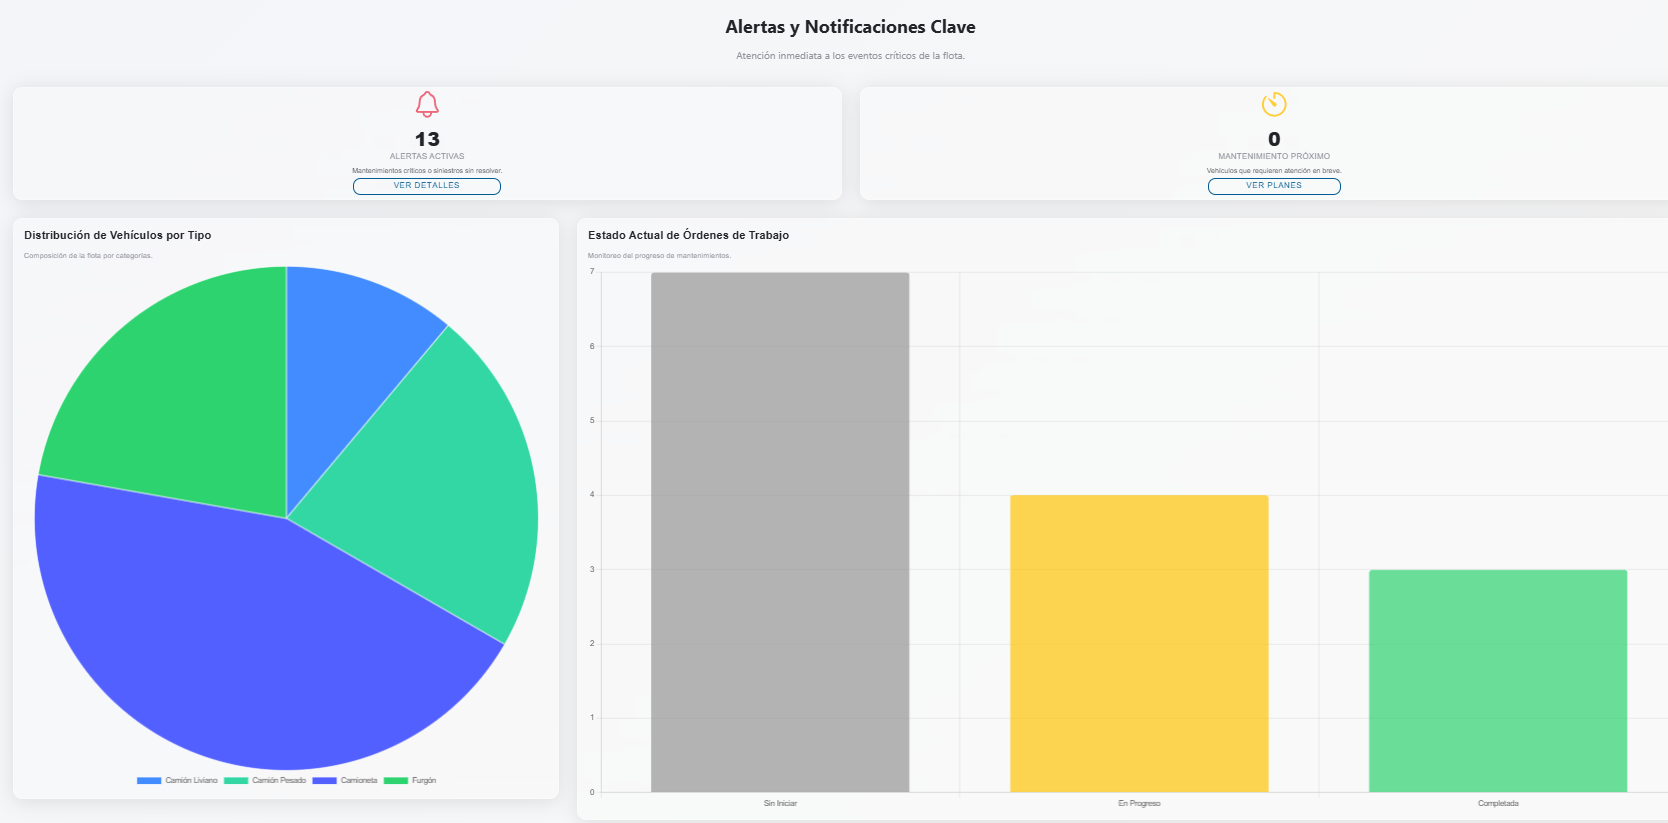 Alertas y Notificaciones Clave
Atención inmediata a los eventos críticos de la flota.
13
ALERTAS ACTIVAS
Mantenimientos críticos o siniestros sin resolver.
VER DETALLES
0
MANTENIMIENTO PRÓXIMO
Vehículos que requieren atención en breve.
VER PLANES
Distribución de Vehículos por Tipo
Composición de la flota por categorías.
Camión Liviano Camión Pesado Camioneta Furgón
Estado Actual de Órdenes de Trabajo
Monitoreo del progreso de mantenimientos.
7
6
5
4
3
2
1
0
Sin Iniciar En Progreso Completada